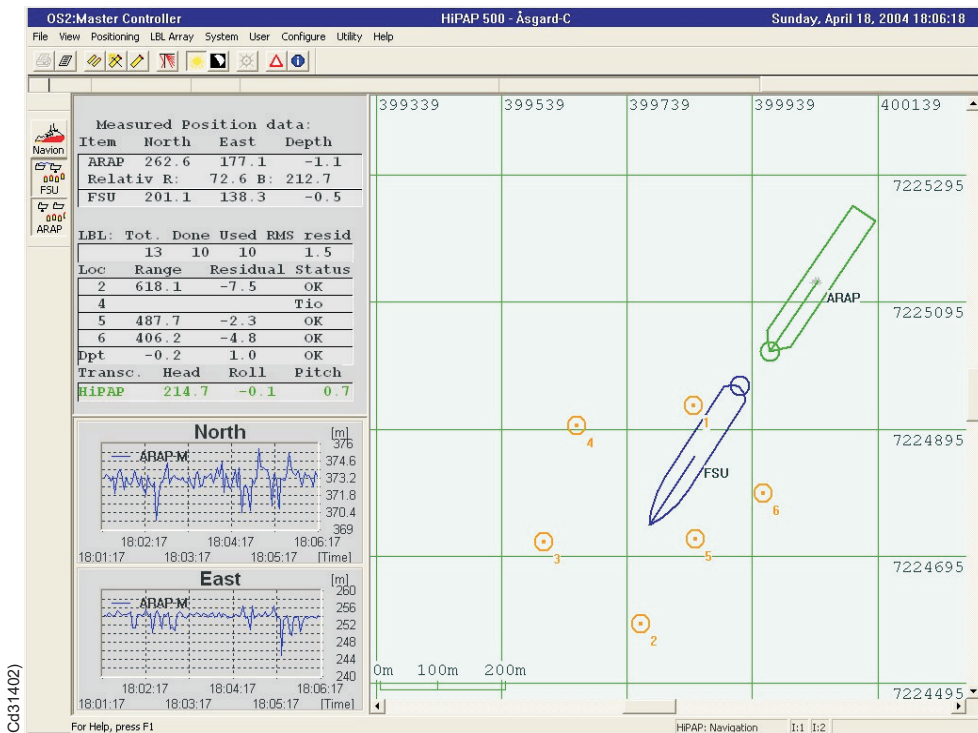 OS2:Master Controller HiPAP 500 - Åsgard-C Sunday, April 18, 2004 18:06:18
File View Positioning LBL Array System User Configure Utility Help
Navion
FSU
ARAP
Measured Position data:
Item North East Depth
ARAP 262.6 177.1 -1.1
Relativ R: 72.6 B: 212.7
FSU 201.1 138.3 -0.5
LBL: Tot. Done Used RMS resid
13 10 10 1.5
Loc Range Residual Status
2 618.1 -7.5 OK
4 Tio
5 487.7 -2.3 OK
6 406.2 -4.8 OK
Dpt -0.2 1.0 OK
Transc. Head Roll Pitch
HiPAP 214.7 -0.1 0.7
North [m]
ARAP-M
376
374.6
373.2
371.8
370.4
369
18:02:17 18:04:17 18:06:17
18:01:17 18:03:17 18:05:17 [Time]
East [m]
ARAP-M
260
256
252
248
244
240
18:02:17 18:04:17 18:06:17
18:01:17 18:03:17 18:05:17 [Time]
399339 399539 399739 399939 400139
7225295
ARAP
7225095
1
4
7224895
FSU
6
3
5
7224695
2
0m 100m 200m
7224495
For Help, press F1 HiPAP: Navigation I:1 I:2
Cd31402)